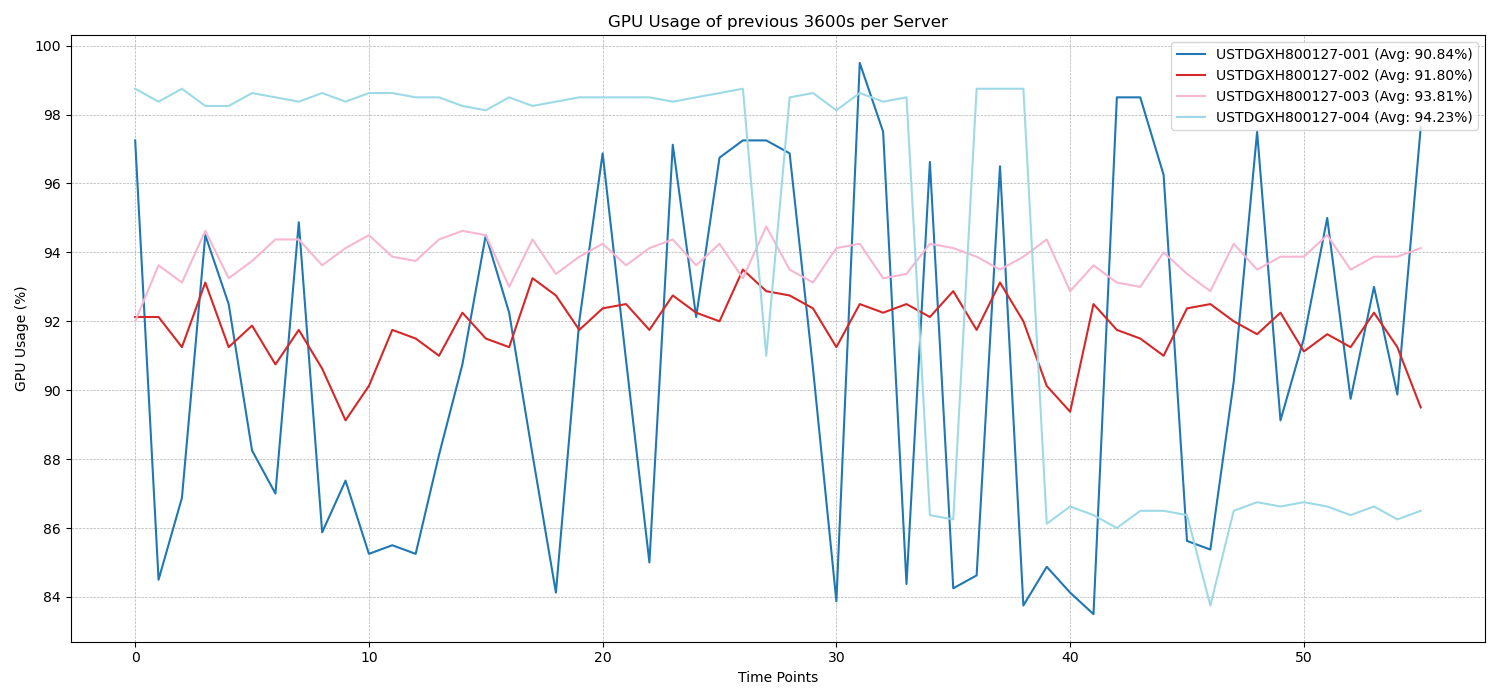 GPU Usage of previous 3600s per Server
USTDGXH800127-001 (Avg: 90.84%)
USTDGXH800127-002 (Avg: 91.80%)
USTDGXH800127-003 (Avg: 93.81%)
USTDGXH800127-004 (Avg: 94.23%)
GPU Usage (%)
100
98
96
94
92
90
88
86
84
0 10 20 30 40 50
Time Points